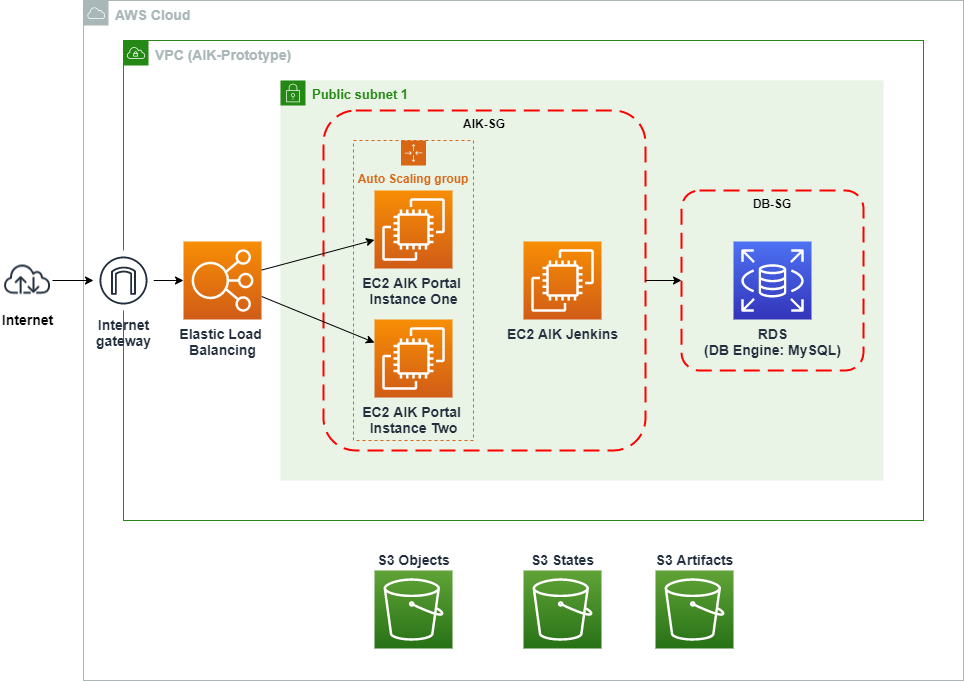 AWS Cloud
VPC (AIK-Prototype)
Public subnet 1
AIK-SG
Auto Scaling group
EC2 AIK Portal
Instance One
EC2 AIK Portal
Instance Two
EC2 AIK Jenkins
DB-SG
RDS
(DB Engine: MySQL)
Internet
Internet
gateway
Elastic Load
Balancing
S3 Objects
S3 States
S3 Artifacts